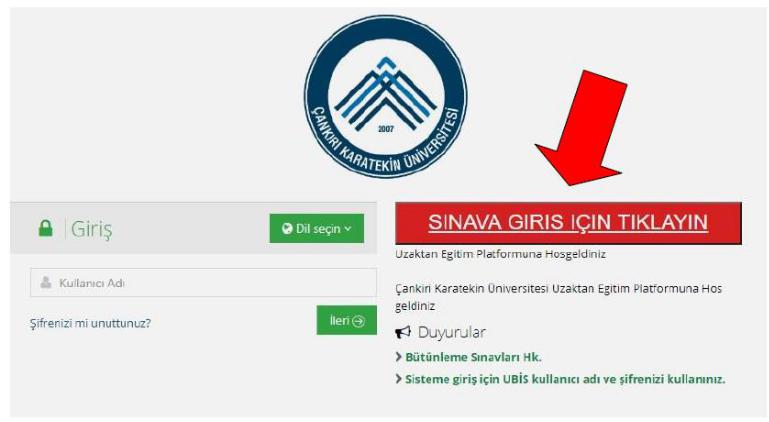 2007
ÇANKIRI KARATEKİN ÜNİVERSİTESİ
Giriş
Dil seçin
Kullanıcı Adı
Şifrenizi mi unuttunuz?
İleri
SINAVA GIRIS IÇIN TIKLAYIN
Uzaktan Egitim Platformuna Hosgeldiniz
Çankiri Karatekin Üniversitesi Uzaktan Egitim Platformuna Hos
geldiniz
Duyurular
Bütünleme Sınavları Hk.
Sisteme giriş için UBİS kullanıcı adı ve şifrenizi kullanınız.